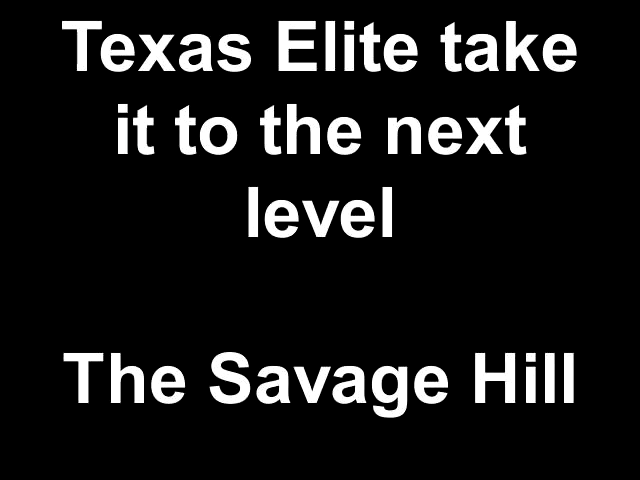 Texas Elite take
it to the next
level
The Savage Hill